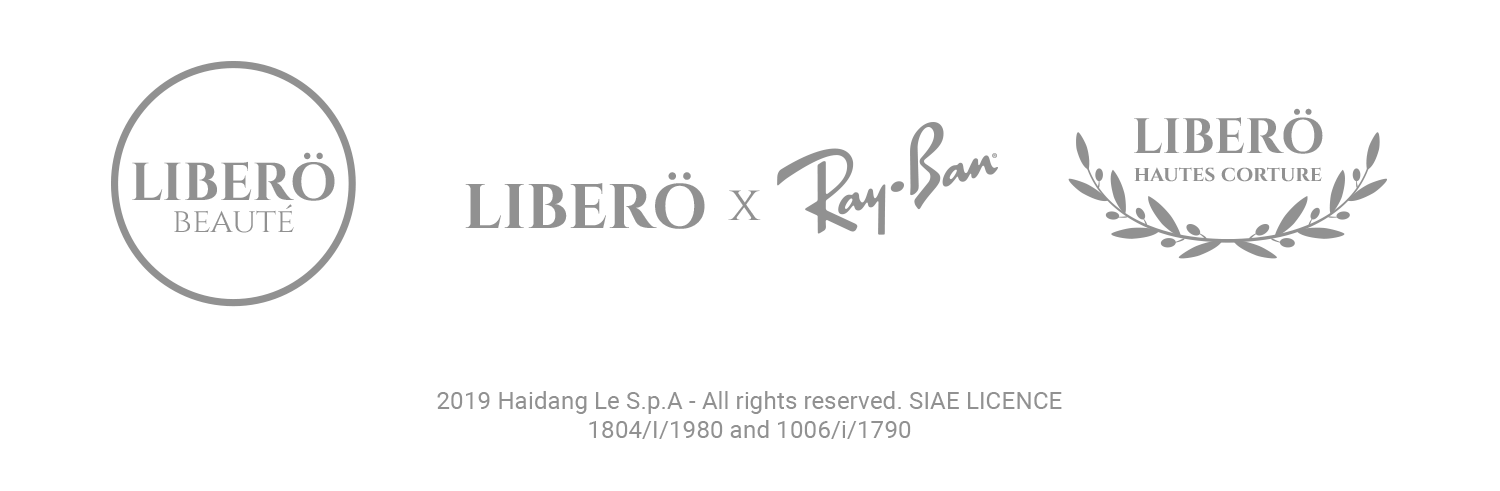 LIBERÖ
BEAUTÉ
LIBERÖ X Ray-Ban®
LIBERÖ
HAUTES CORTURE
2019 Haidang Le S.p.A - All rights reserved. SIAE LICENCE
1804/I/1980 and 1006/i/1790